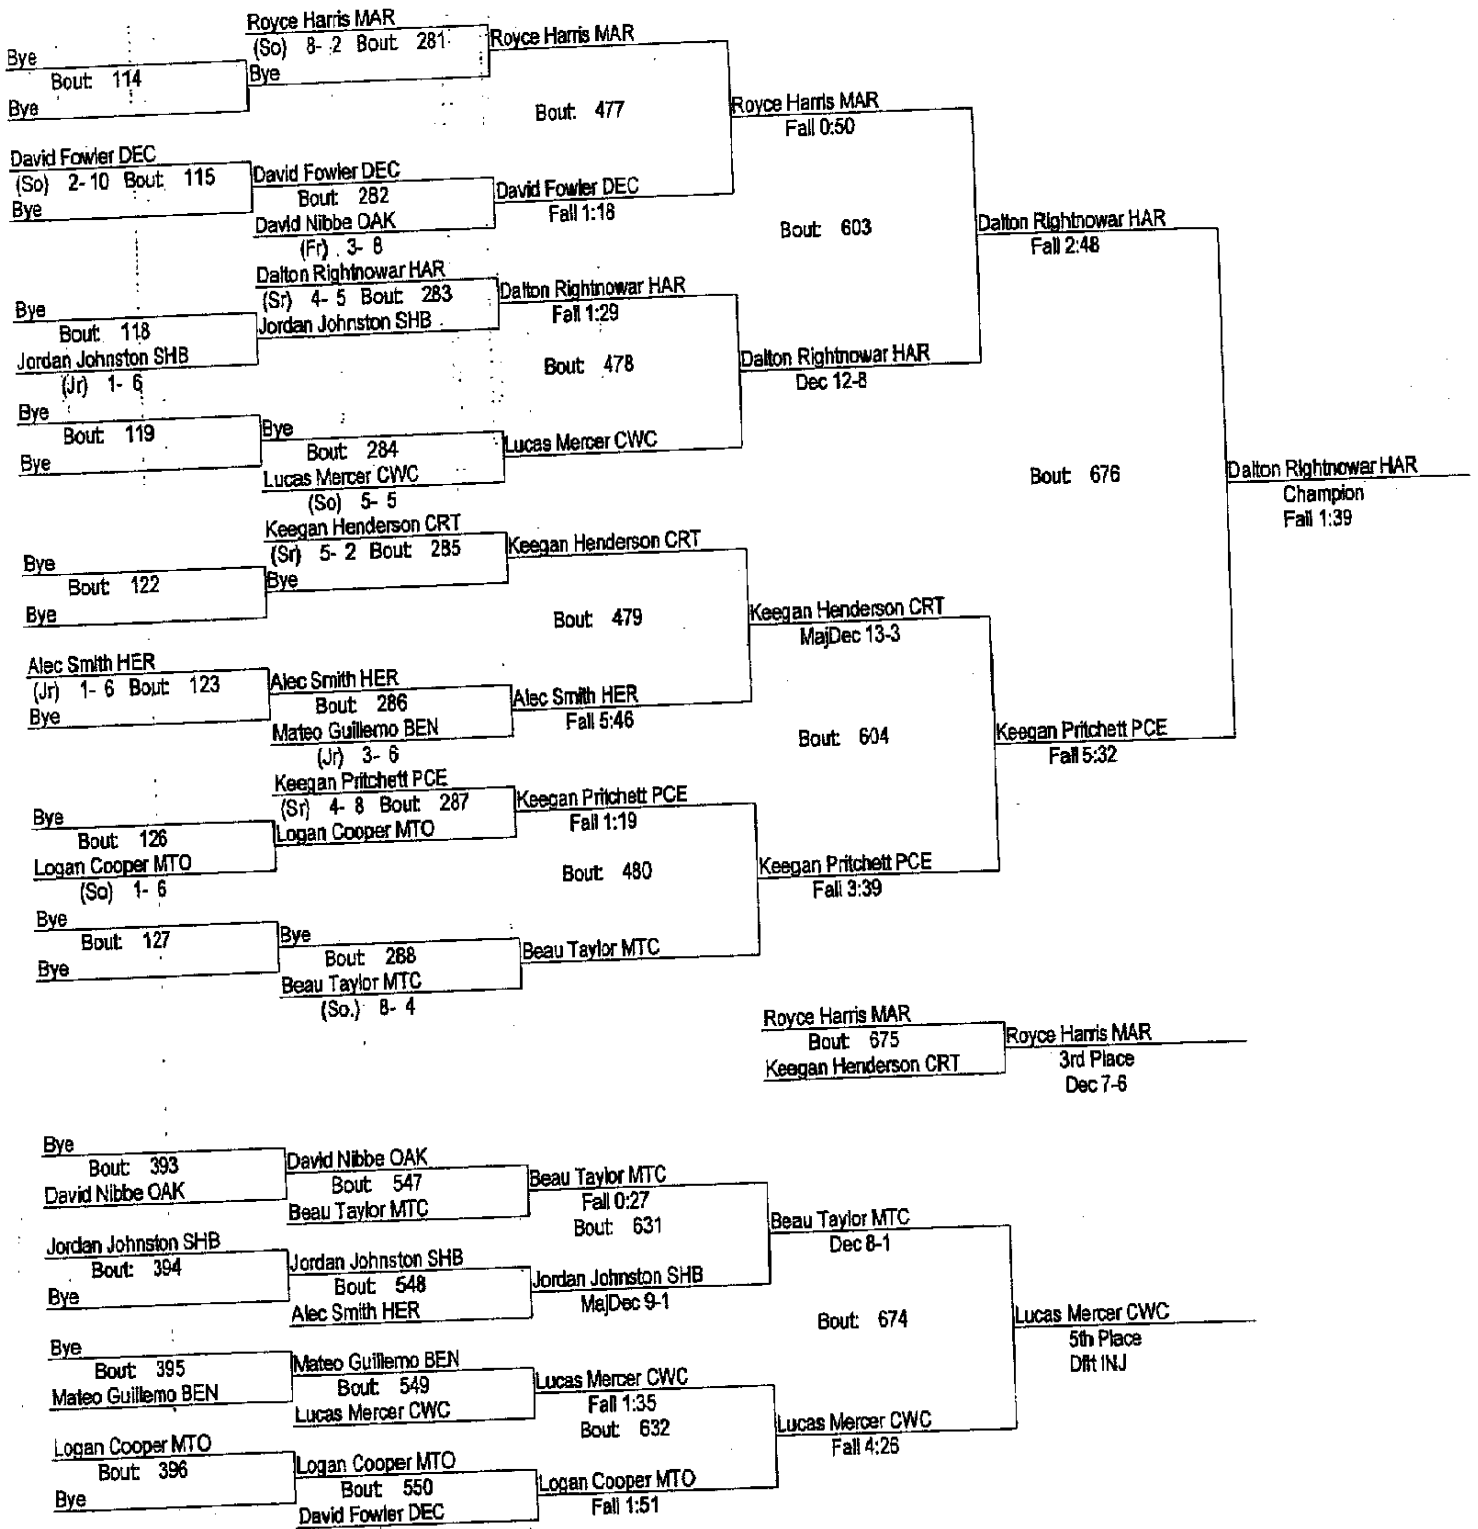 Royce Harris MAR
(So) 8- 2 Bout: 281
Royce Harris MAR
Bye
Bout: 114
Bye
Bye
Bout: 477
Royce Harris MAR
Fall 0:50
David Fowler DEC
(So) 2- 10 Bout: 115
Bye
David Fowler DEC
Bout: 282
David Nibbe OAK
(Fr) 3- 8
David Fowler DEC
Fall 1:18
Bout: 603
Dalton Rightnowar HAR
Fall 2:48
Dalton Rightnowar HAR
(Sr) 4- 5 Bout: 283
Jordan Johnston SHB
Dalton Rightnowar HAR
Fall 1:29
Bye
Bout: 118
Jordan Johnston SHB
(Jr) 1- 6
Bout: 478
Dalton Rightnowar HAR
Dec 12-8
Bye
Bout: 119
Bye
Bye
Bout: 284
Lucas Mercer CWC
(So) 5- 5
Lucas Mercer CWC
Bout: 676
Dalton Rightnowar HAR
Champion
Fall 1:39
Keegan Henderson CRT
(Sr) 5- 2 Bout: 285
Bye
Keegan Henderson CRT
Bye
Bout: 122
Bye
Bout: 479
Keegan Henderson CRT
MajDec 13-3
Alec Smith HER
(Jr) 1- 6 Bout: 123
Bye
Alec Smith HER
Bout: 286
Mateo Guillemo BEN
(Jr) 3- 6
Alec Smith HER
Fall 5:46
Bout: 604
Keegan Pritchett PCE
Fall 5:32
Keegan Pritchett PCE
(Sr) 4- 8 Bout: 287
Logan Cooper MTO
Keegan Pritchett PCE
Fall 1:19
Bye
Bout: 126
Logan Cooper MTO
(So) 1- 6
Bout: 480
Keegan Pritchett PCE
Fall 3:39
Bye
Bout: 127
Bye
Bye
Bout: 288
Beau Taylor MTC
(So.) 8- 4
Beau Taylor MTC
Royce Harris MAR
Bout: 675
Keegan Henderson CRT
Royce Harris MAR
3rd Place
Dec 7-6
Bye
Bout: 393
David Nibbe OAK
David Nibbe OAK
Bout: 547
Beau Taylor MTC
Beau Taylor MTC
Fall 0:27
Bout: 631
Beau Taylor MTC
Dec 8-1
Jordan Johnston SHB
Bout: 394
Bye
Jordan Johnston SHB
Bout: 548
Alec Smith HER
Jordan Johnston SHB
MajDec 9-1
Bout: 674
Lucas Mercer CWC
5th Place
Dflt INJ
Bye
Bout: 395
Mateo Guillemo BEN
Mateo Guillemo BEN
Bout: 549
Lucas Mercer CWC
Lucas Mercer CWC
Fall 1:35
Bout: 632
Lucas Mercer CWC
Fall 4:26
Logan Cooper MTO
Bout: 396
Bye
Logan Cooper MTO
Bout: 550
David Fowler DEC
Logan Cooper MTO
Fall 1:51